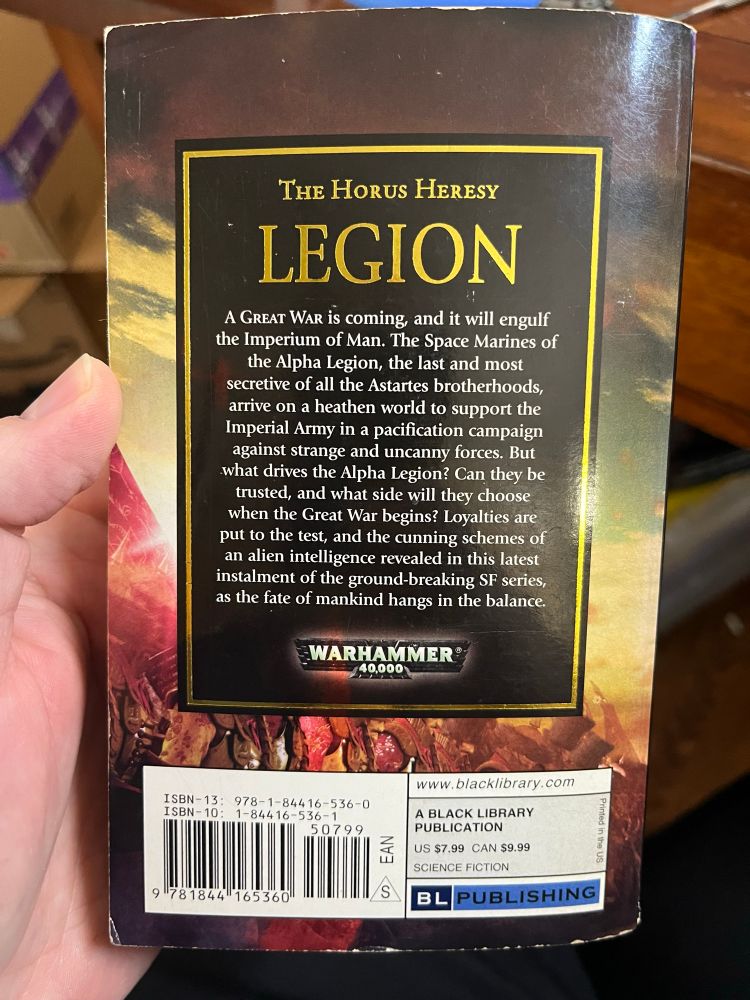 THE HORUS HERESY
LEGION
A GREAT WAR is coming, and it will engulf
the Imperium of Man. The Space Marines of
the Alpha Legion, the last and most
secretive of all the Astartes brotherhoods,
arrive on a heathen world to support the
Imperial Army in a pacification campaign
against strange and uncanny forces. But
what drives the Alpha Legion? Can they be
trusted, and what side will they choose
when the Great War begins? Loyalties are
put to the test, and the cunning schemes of
an alien intelligence revealed in this latest
instalment of the ground-breaking SF series,
as the fate of mankind hangs in the balance.
WARHAMMER®
40,000
ISBN-13: 978-1-84416-536-0
ISBN-10: 1-84416-536-1
50799
EAN
S
9 781844 165360
www.blacklibrary.com
A BLACK LIBRARY
PUBLICATION
US $7.99 CAN $9.99
SCIENCE FICTION
Printed in the US
BL PUBLISHING